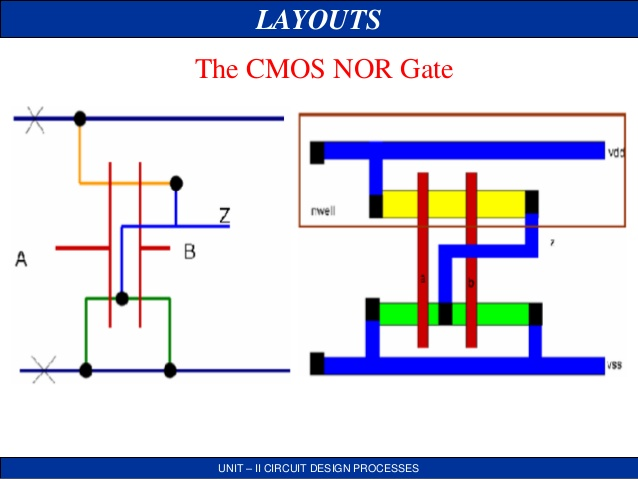 LAYOUTS
The CMOS NOR Gate
A
Z
B
vdd
nwell
z
a
b
vss
UNIT – II CIRCUIT DESIGN PROCESSES